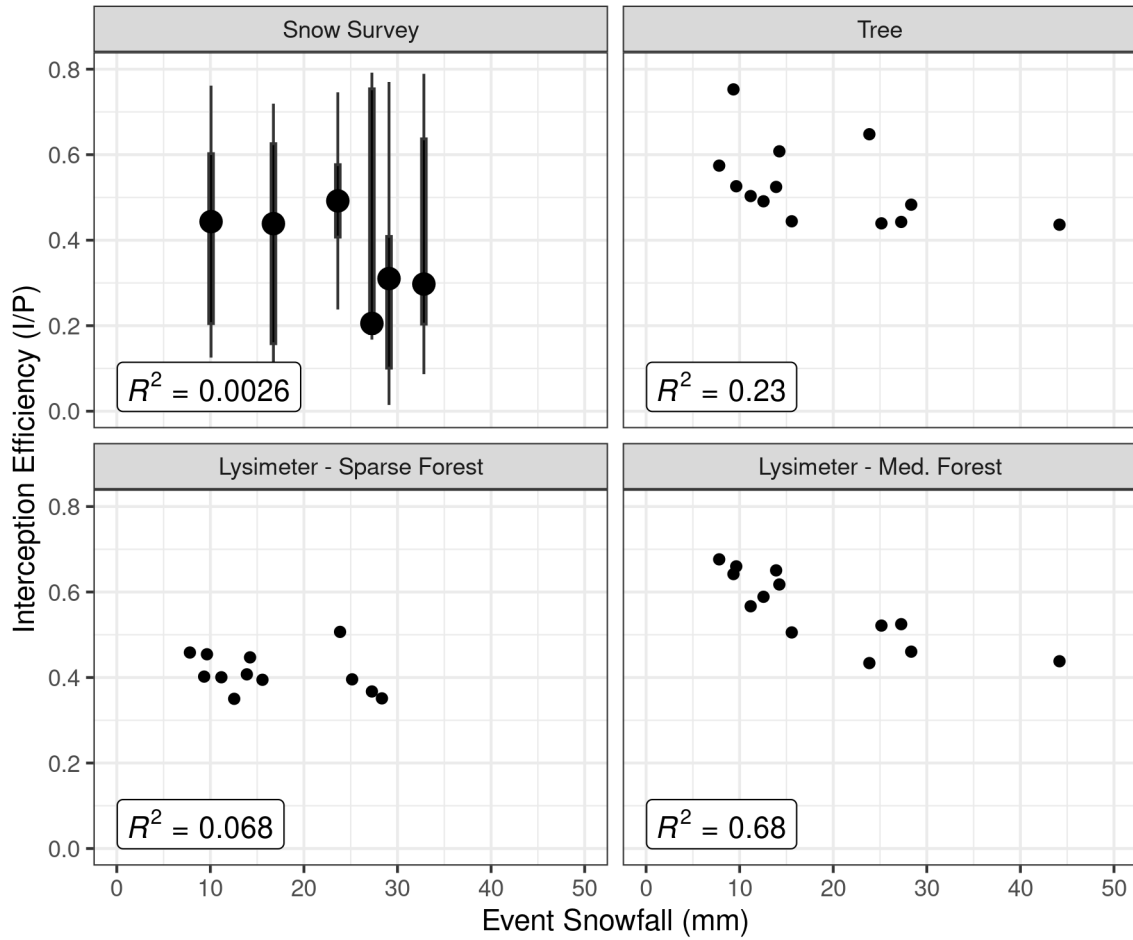 Snow Survey
Tree
0.8
0.6
0.4
0.2
0.0
R² = 0.0026
R² = 0.23
Interception Efficiency (I/P)
Lysimeter - Sparse Forest
Lysimeter - Med. Forest
0.8
0.6
0.4
0.2
0.0
R² = 0.068
R² = 0.68
0 10 20 30 40 50
0 10 20 30 40 50
Event Snowfall (mm)